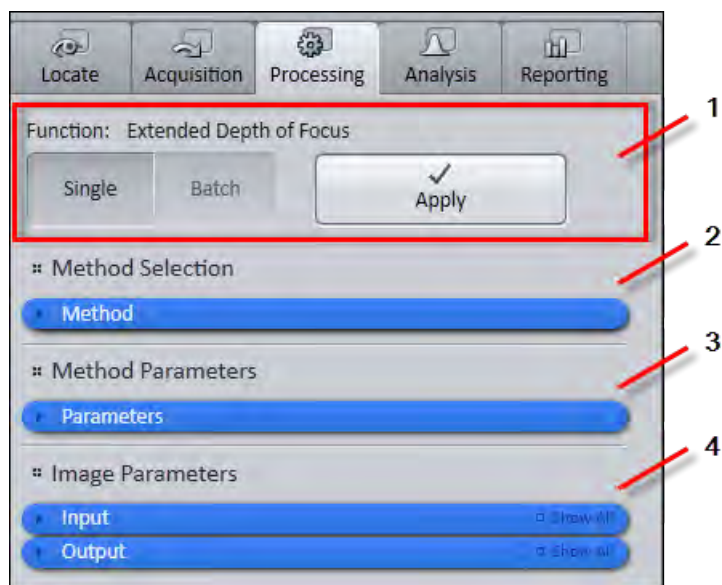 Locate Acquisition Processing Analysis Reporting
1
Function: Extended Depth of Focus
Single Batch Apply
2
Method Selection
Method
3
Method Parameters
Parameters
4
Image Parameters
Input Show All
Output Show All